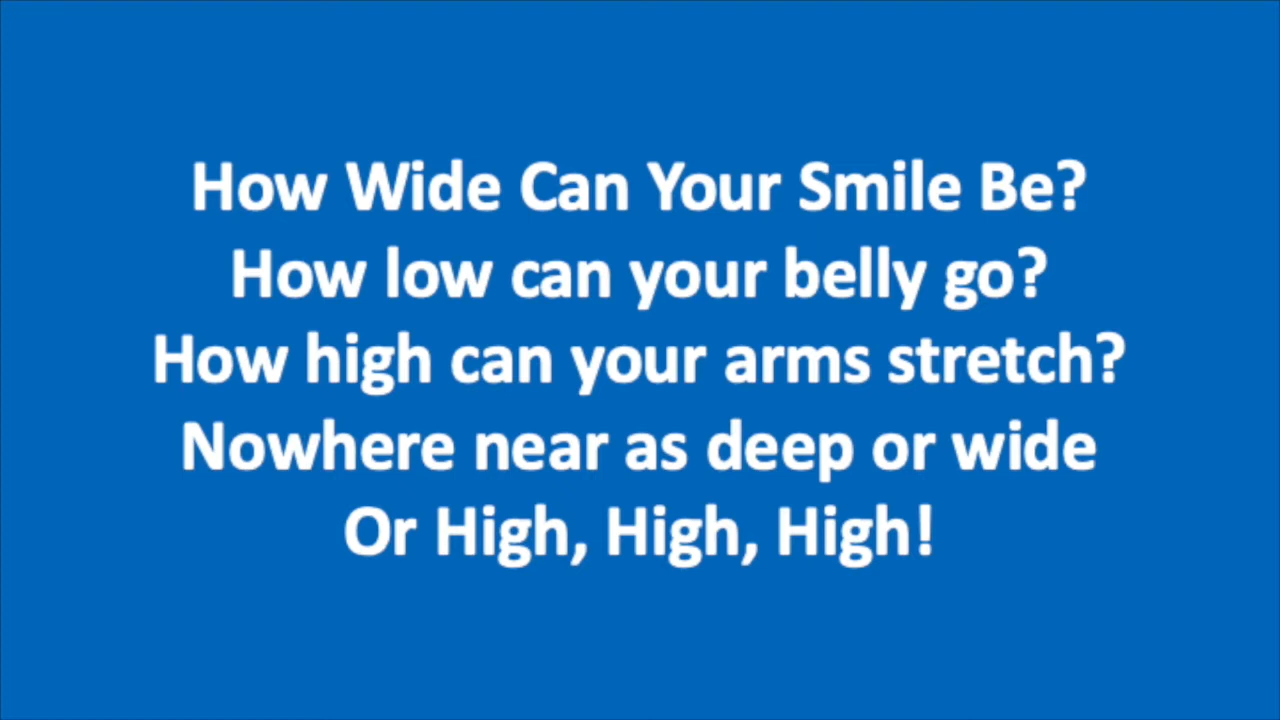 How Wide Can Your Smile Be?
How low can your belly go?
How high can your arms stretch?
Nowhere near as deep or wide
Or High, High, High!